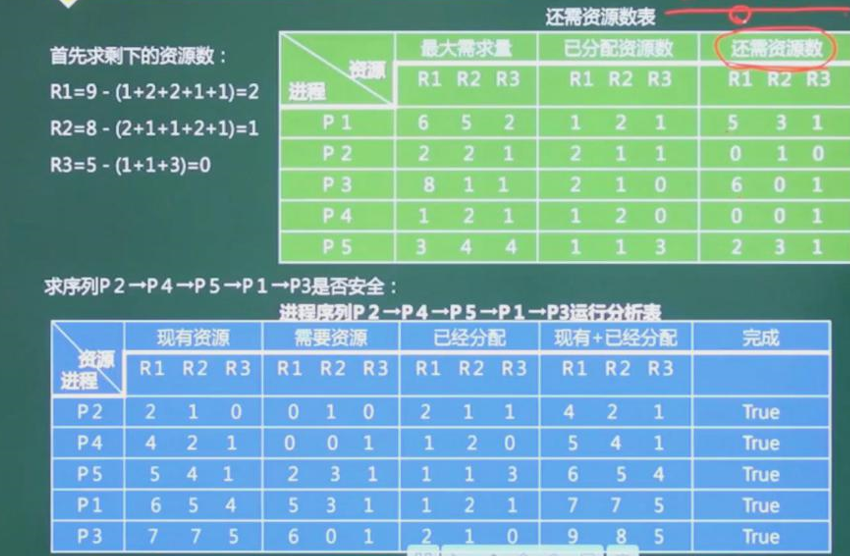 还需资源数表
首先求剩下的资源数：
R1=9 - (1+2+2+1+1)=2
R2=8 - (2+1+1+2+1)=1
R3=5 - (1+1+3)=0
资源 进程 最大需求量 已分配资源数 还需资源数
R1 R2 R3 R1 R2 R3 R1 R2 R3
P 1 6 5 2 1 2 1 5 3 1
P 2 2 2 1 2 1 1 0 1 0
P 3 8 1 1 2 1 0 6 0 1
P 4 1 2 1 1 2 0 0 0 1
P 5 3 4 4 1 1 3 2 3 1
求序列P 2→P 4→P 5→P 1→P3是否安全：
进程序列P 2→P 4→P 5→P 1→P3运行分析表
资源 进程 现有资源 需要资源 已经分配 现有+已经分配 完成
R1 R2 R3 R1 R2 R3 R1 R2 R3 R1 R2 R3
P2 2 1 0 0 1 0 2 1 1 4 2 1 True
P4 4 2 1 0 0 1 1 2 0 5 4 1 True
P5 5 4 1 2 3 1 1 1 3 6 5 4 True
P1 6 5 4 5 3 1 1 2 1 7 7 5 True
P3 7 7 5 6 0 1 2 1 0 9 8 5 True